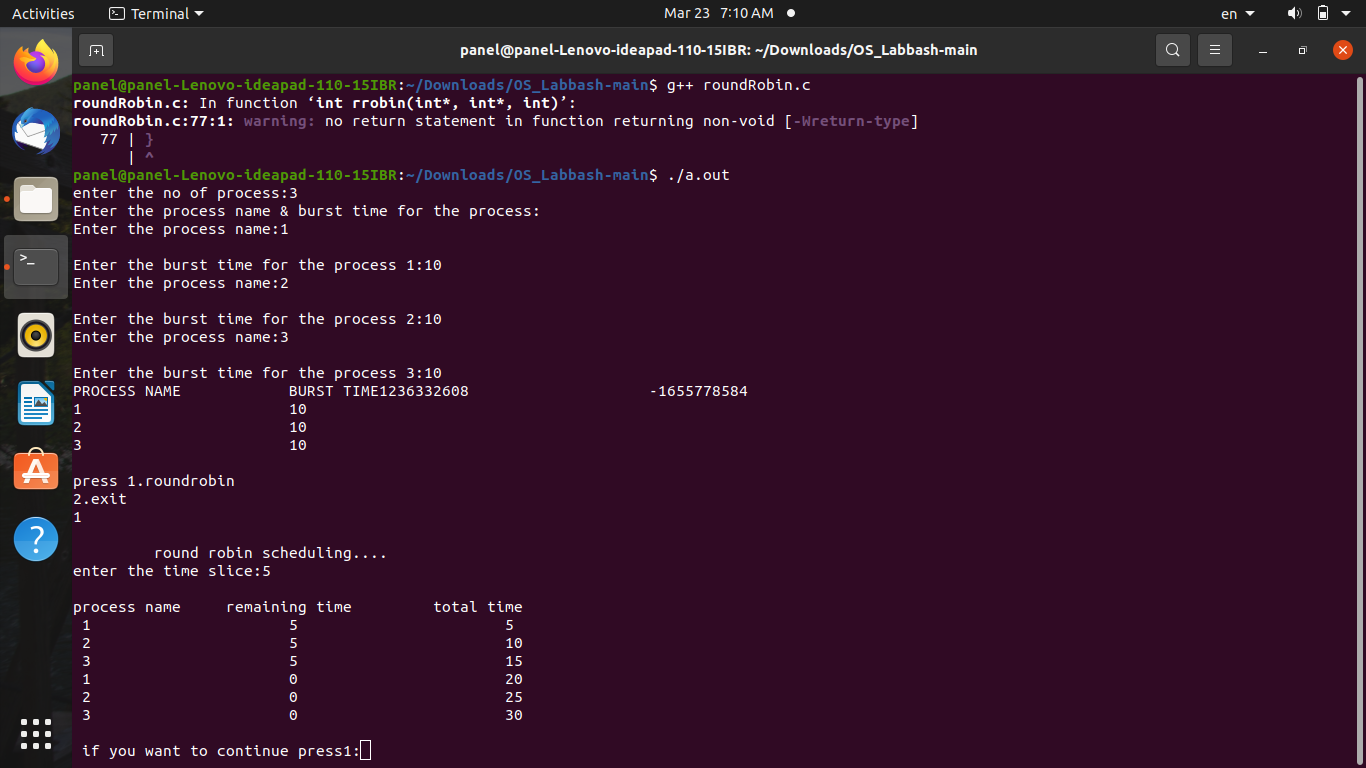 Activities Terminal Mar 23 7:10 AM en
panel@panel-Lenovo-ideapad-110-15IBR: ~/Downloads/OS_Labbash-main
panel@panel-Lenovo-ideapad-110-15IBR:~/Downloads/OS_Labbash-main$ g++ roundRobin.c
roundRobin.c: In function ‘int rrobin(int*, int*, int)’:
roundRobin.c:77:1: warning: no return statement in function returning non-void [-Wreturn-type]
77 | }
| ^
panel@panel-Lenovo-ideapad-110-15IBR:~/Downloads/OS_Labbash-main$ ./a.out
enter the no of process:3
Enter the process name & burst time for the process:
Enter the process name:1
Enter the burst time for the process 1:10
Enter the process name:2
Enter the burst time for the process 2:10
Enter the process name:3
Enter the burst time for the process 3:10
PROCESS NAME BURST TIME1236332608 -1655778584
1 10
2 10
3 10
press 1.roundrobin
2.exit
1
round robin scheduling....
enter the time slice:5
process name remaining time total time
1 5 5
2 5 10
3 5 15
1 0 20
2 0 25
3 0 30
if you want to continue press1: